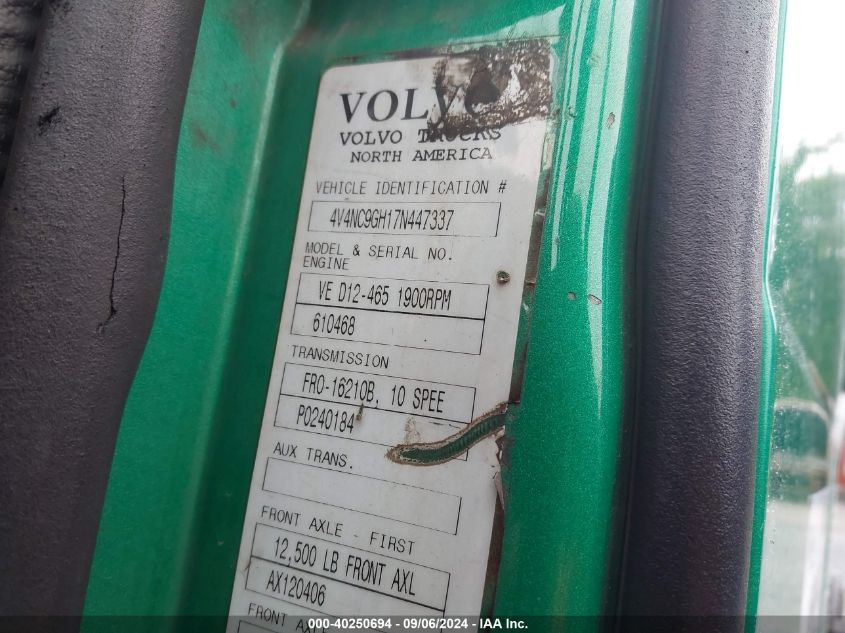 VOLVO
VOLVO TRUCKS
NORTH AMERICA
VEHICLE IDENTIFICATION #
4V4NC9GH17N447337
MODEL & SERIAL NO.
ENGINE
VE D12-465 1900RPM
610468
TRANSMISSION
FRO-16210B, 10 SPEE
P0240184
AUX TRANS.
FRONT AXLE - FIRST
12,500 LB FRONT AXL
AX120406
FRONT AXLE
000-40250694 - 09/06/2024 - IAA, Inc.